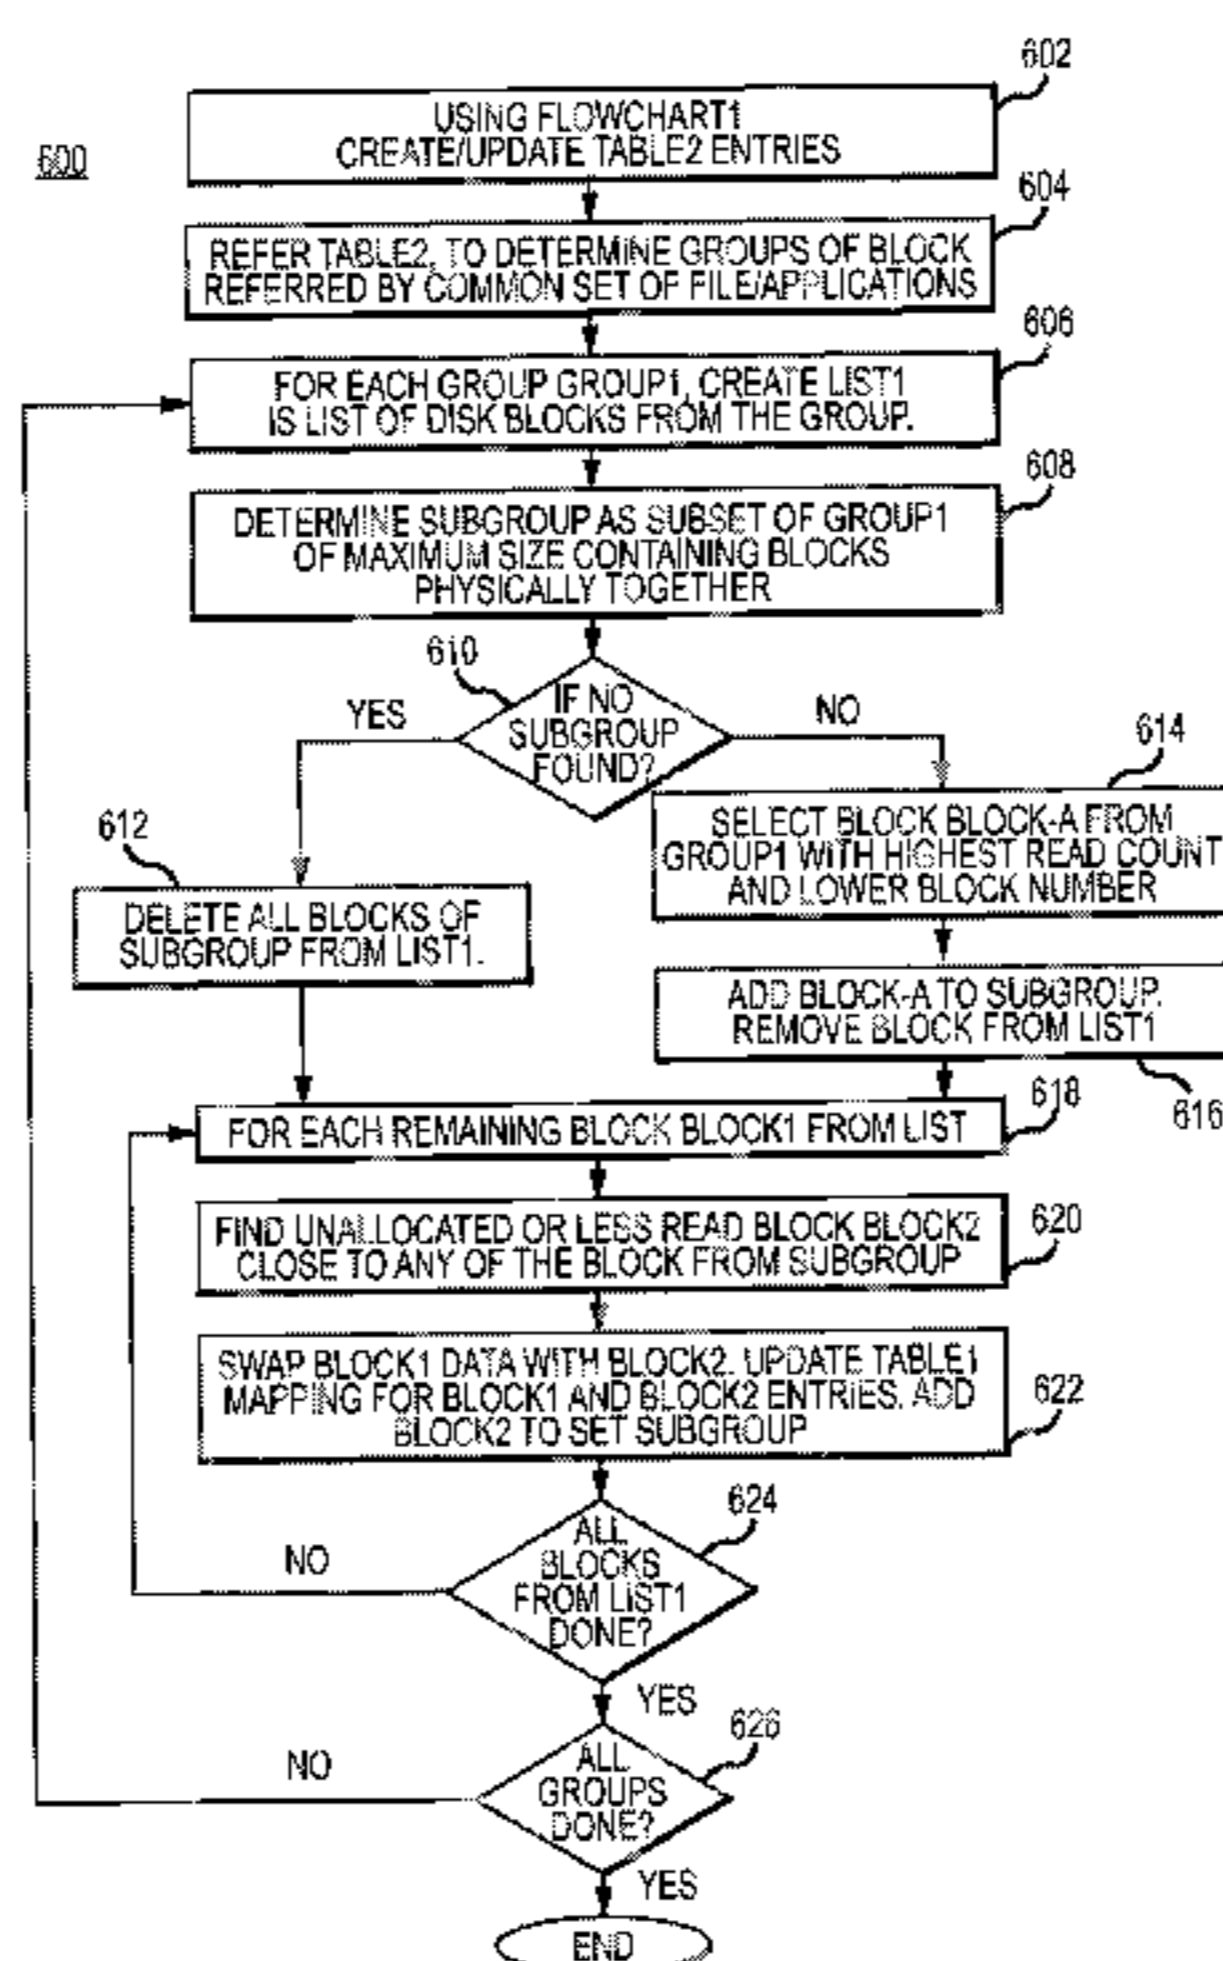 602
USING FLOWCHART1
CREATE/UPDATE TABLE2 ENTRIES
600
604
REFER TABLE2, TO DETERMINE GROUPS OF BLOCK
REFERRED BY COMMON SET OF FILE/APPLICATIONS
606
FOR EACH GROUP GROUP1, CREATE LIST1
IS LIST OF DISK BLOCKS FROM THE GROUP.
608
DETERMINE SUBGROUP AS SUBSET OF GROUP1
OF MAXIMUM SIZE CONTAINING BLOCKS
PHYSICALLY TOGETHER
610
IF NO
SUBGROUP
FOUND?
YES
NO
614
SELECT BLOCK BLOCK-A FROM
GROUP1 WITH HIGHEST READ COUNT
AND LOWER BLOCK NUMBER
612
DELETE ALL BLOCKS OF
SUBGROUP FROM LIST1.
ADD BLOCK-A TO SUBGROUP.
REMOVE BLOCK FROM LIST1
616
618
FOR EACH REMAINING BLOCK BLOCK1 FROM LIST
FIND UNALLOCATED OR LESS READ BLOCK BLOCK2
CLOSE TO ANY OF THE BLOCK FROM SUBGROUP
620
SWAP BLOCK1 DATA WITH BLOCK2. UPDATE TABLE1
MAPPING FOR BLOCK1 AND BLOCK2 ENTRIES. ADD
BLOCK2 TO SET SUBGROUP
622
624
ALL
BLOCKS
FROM LIST1
DONE?
NO
YES
626
ALL
GROUPS
DONE?
NO
YES
END